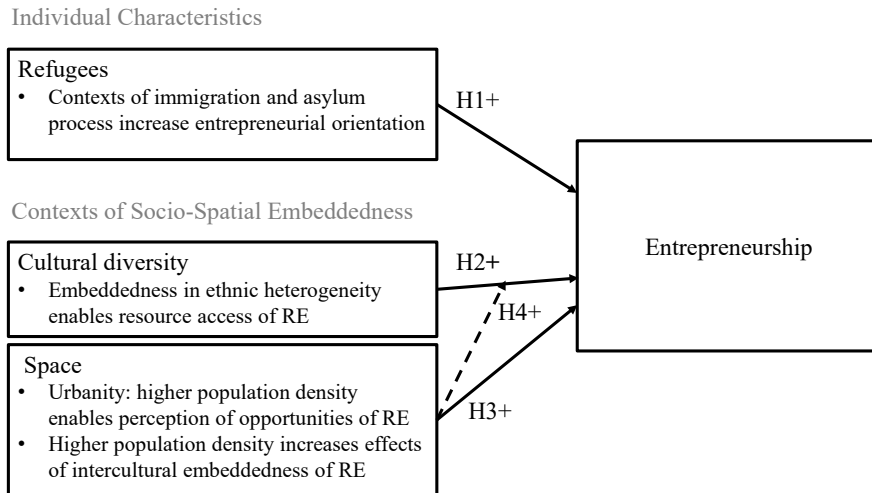 Individual Characteristics
Refugees
• Contexts of immigration and asylum
process increase entrepreneurial orientation
H1+
Contexts of Socio-Spatial Embeddedness
Cultural diversity
• Embeddedness in ethnic heterogeneity
enables resource access of RE
H2+
Entrepreneurship
H4+
Space
• Urbanity: higher population density
enables perception of opportunities of RE
• Higher population density increases effects
of intercultural embeddedness of RE
H3+